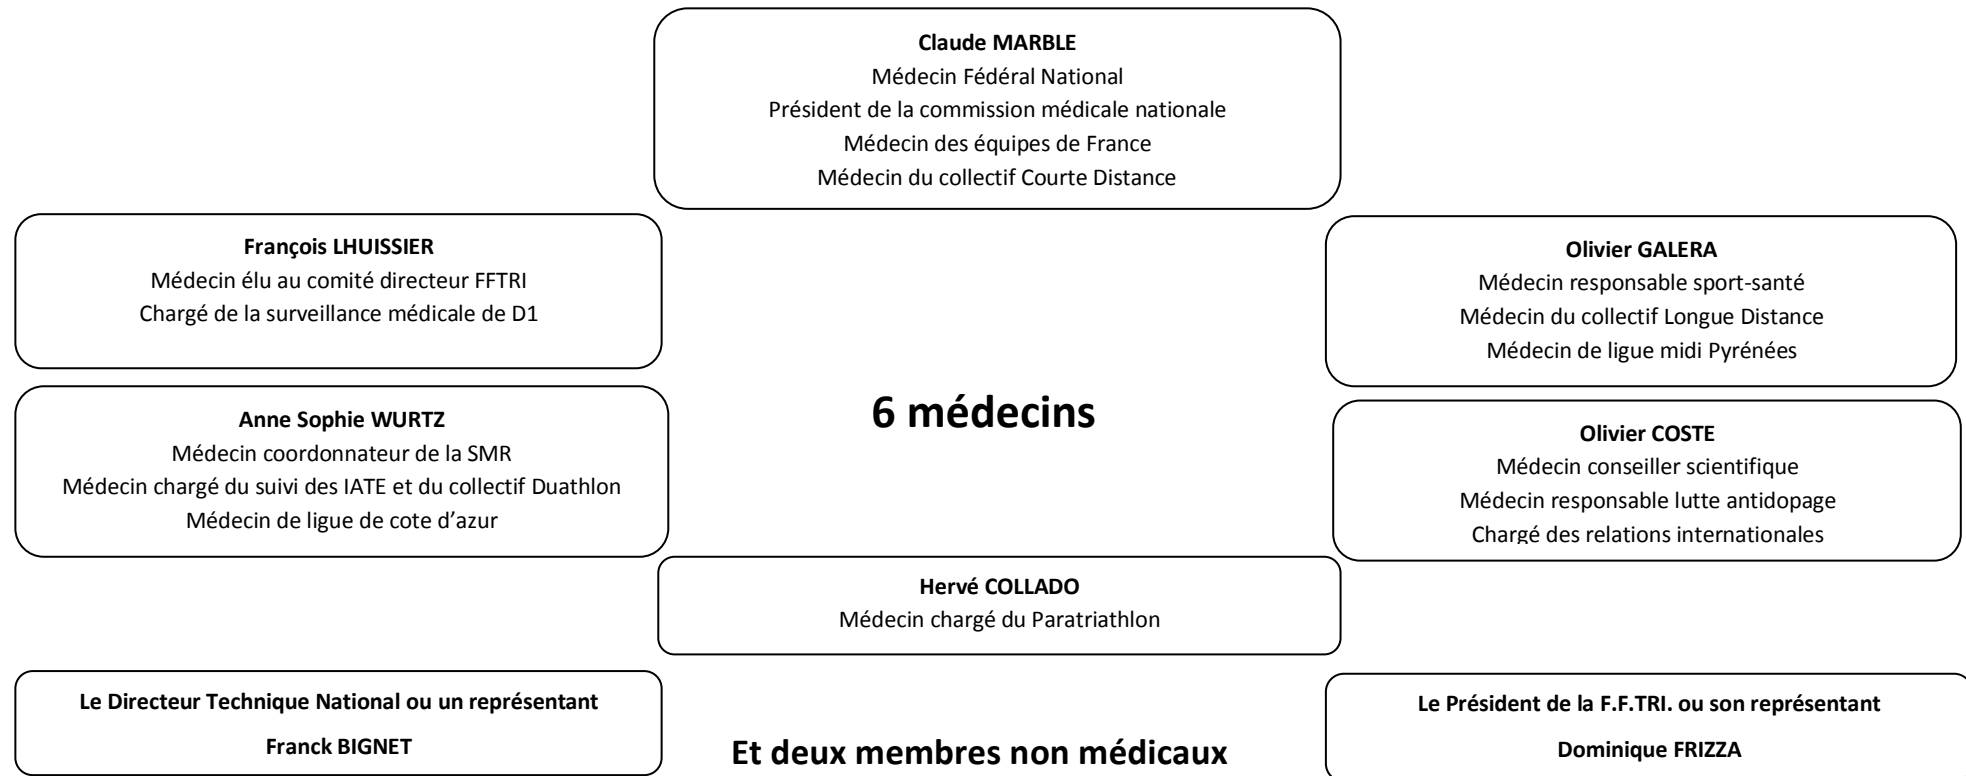 Claude MARBLE
Médecin Fédéral National
Président de la commission médicale nationale
Médecin des équipes de France
Médecin du collectif Courte Distance
François LHUISSIER
Médecin élu au comité directeur FFTRI
Chargé de la surveillance médicale de D1
Olivier GALERA
Médecin responsable sport-santé
Médecin du collectif Longue Distance
Médecin de ligue midi Pyrénées
6 médecins
Anne Sophie WURTZ
Médecin coordonnateur de la SMR
Médecin chargé du suivi des IATE et du collectif Duathlon
Médecin de ligue de cote d’azur
Olivier COSTE
Médecin conseiller scientifique
Médecin responsable lutte antidopage
Chargé des relations internationales
Hervé COLLADO
Médecin chargé du Paratriathlon
Le Directeur Technique National ou un représentant
Franck BIGNET
Et deux membres non médicaux
Le Président de la F.F.TRI. ou son représentant
Dominique FRIZZA